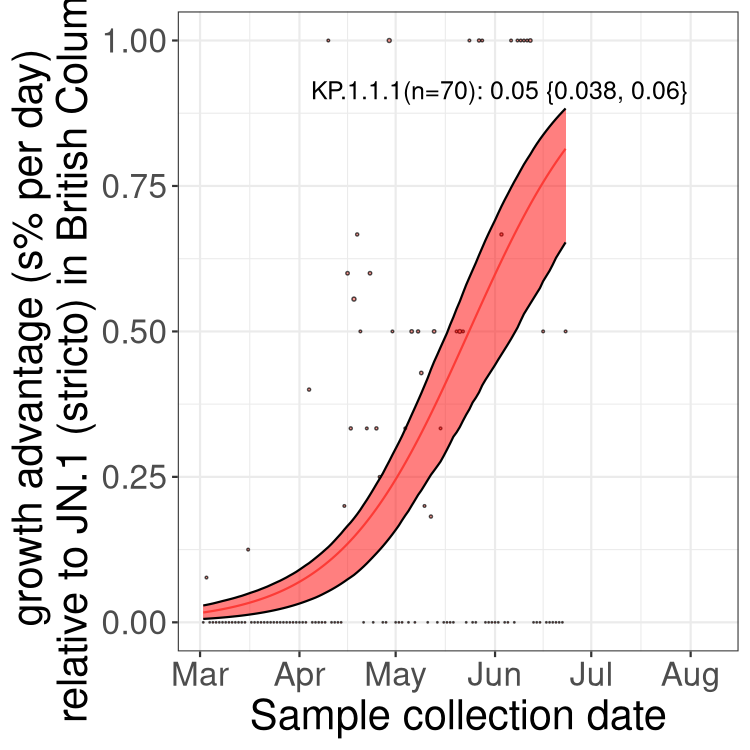 growth advantage (s% per day)
relative to JN.1 (stricto) in British Colum
1.00
0.75
0.50
0.25
0.00
KP.1.1.1(n=70): 0.05 {0.038, 0.06}
Mar Apr May Jun Jul Aug
Sample collection date